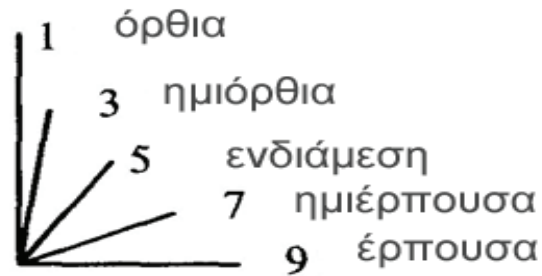 1 όρθια
3 ημιόρθια
5 ενδιάμεση
7 ημιέρπουσα
9 έρπουσα